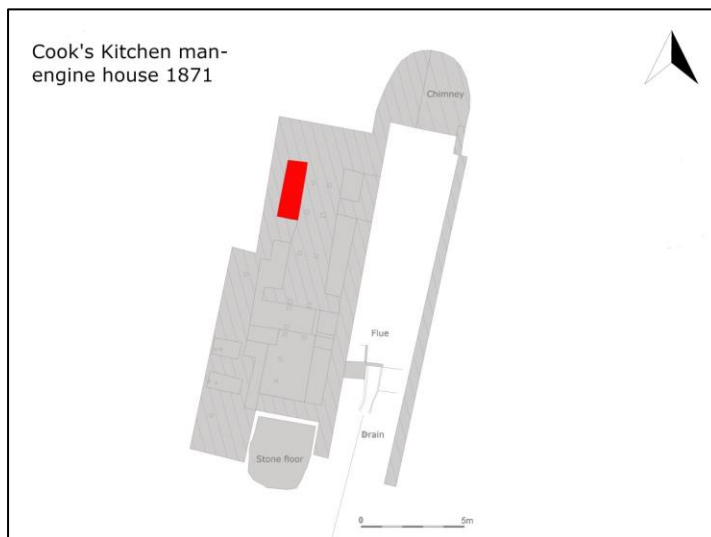 Cook's Kitchen man-
engine house 1871
Chimney
Flue
Drain
Stone floor
0 5m